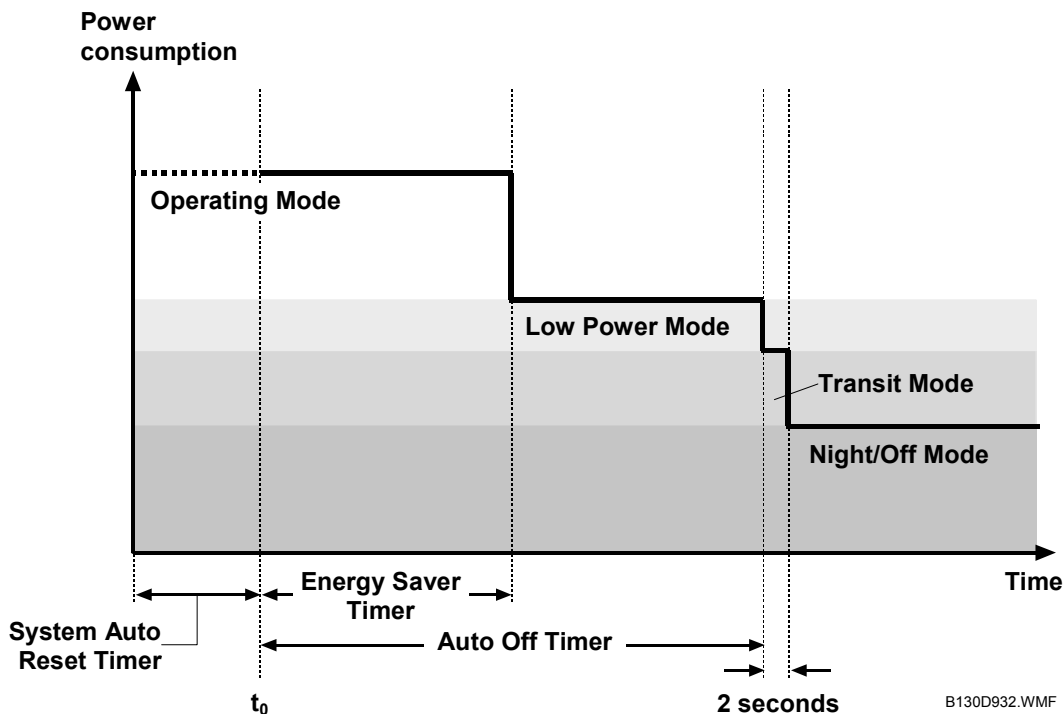 Power
consumption
Operating Mode
Low Power Mode
Transit Mode
Night/Off Mode
Time
Energy Saver
Timer
System Auto
Reset Timer
Auto Off Timer
t₀
2 seconds
B130D932.WMF